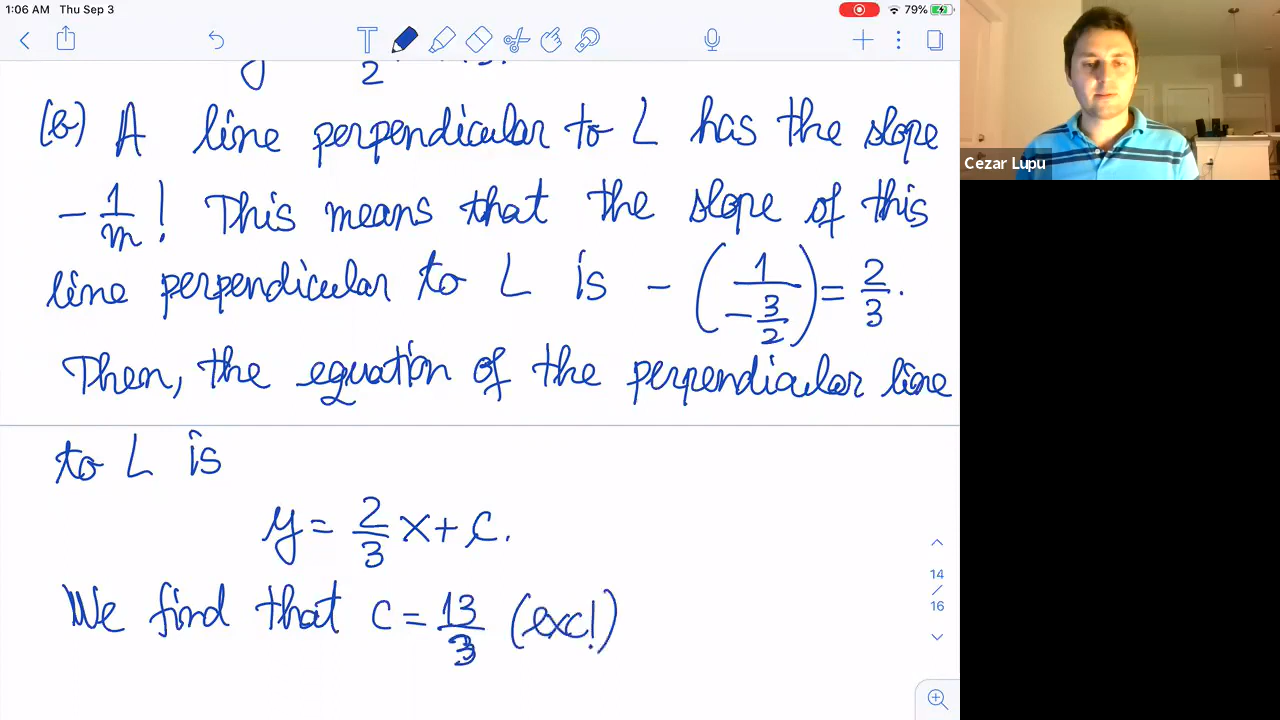 1:06 AM Thu Sep 3
79%
2
(b) A line perpendicular to L has the slope
- 1/m! This means that the slope of this
line perpendicular to L is - (1/(-3/2)) = 2/3.
Then, the equation of the perpendicular line
to L is
y = 2/3 x + c.
We find that c = 13/3 (exc!)
14
/
16
Cezar Lupu